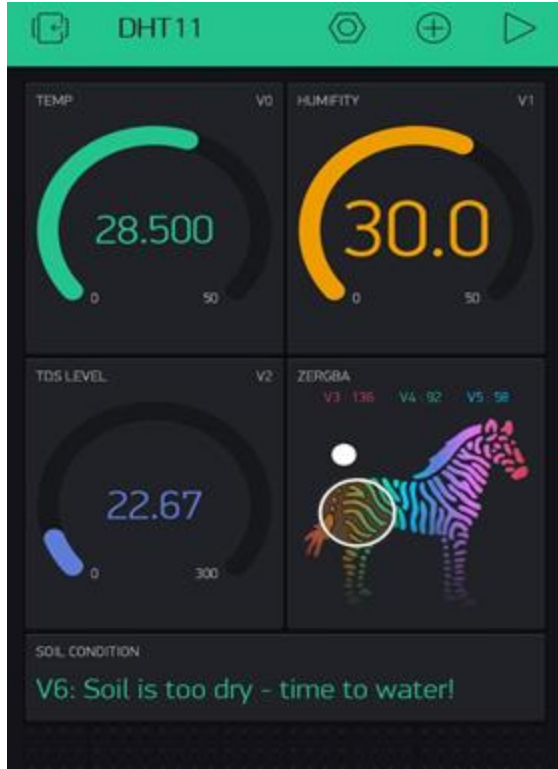 DHT11
TEMP V0
28.500
0 50
HUMIFITY V1
30.0
0 50
TDS LEVEL V2
22.67
0 300
ZERGBA
V3 136 V4 92 V5 58
SOIL CONDITION
V6: Soil is too dry - time to water!